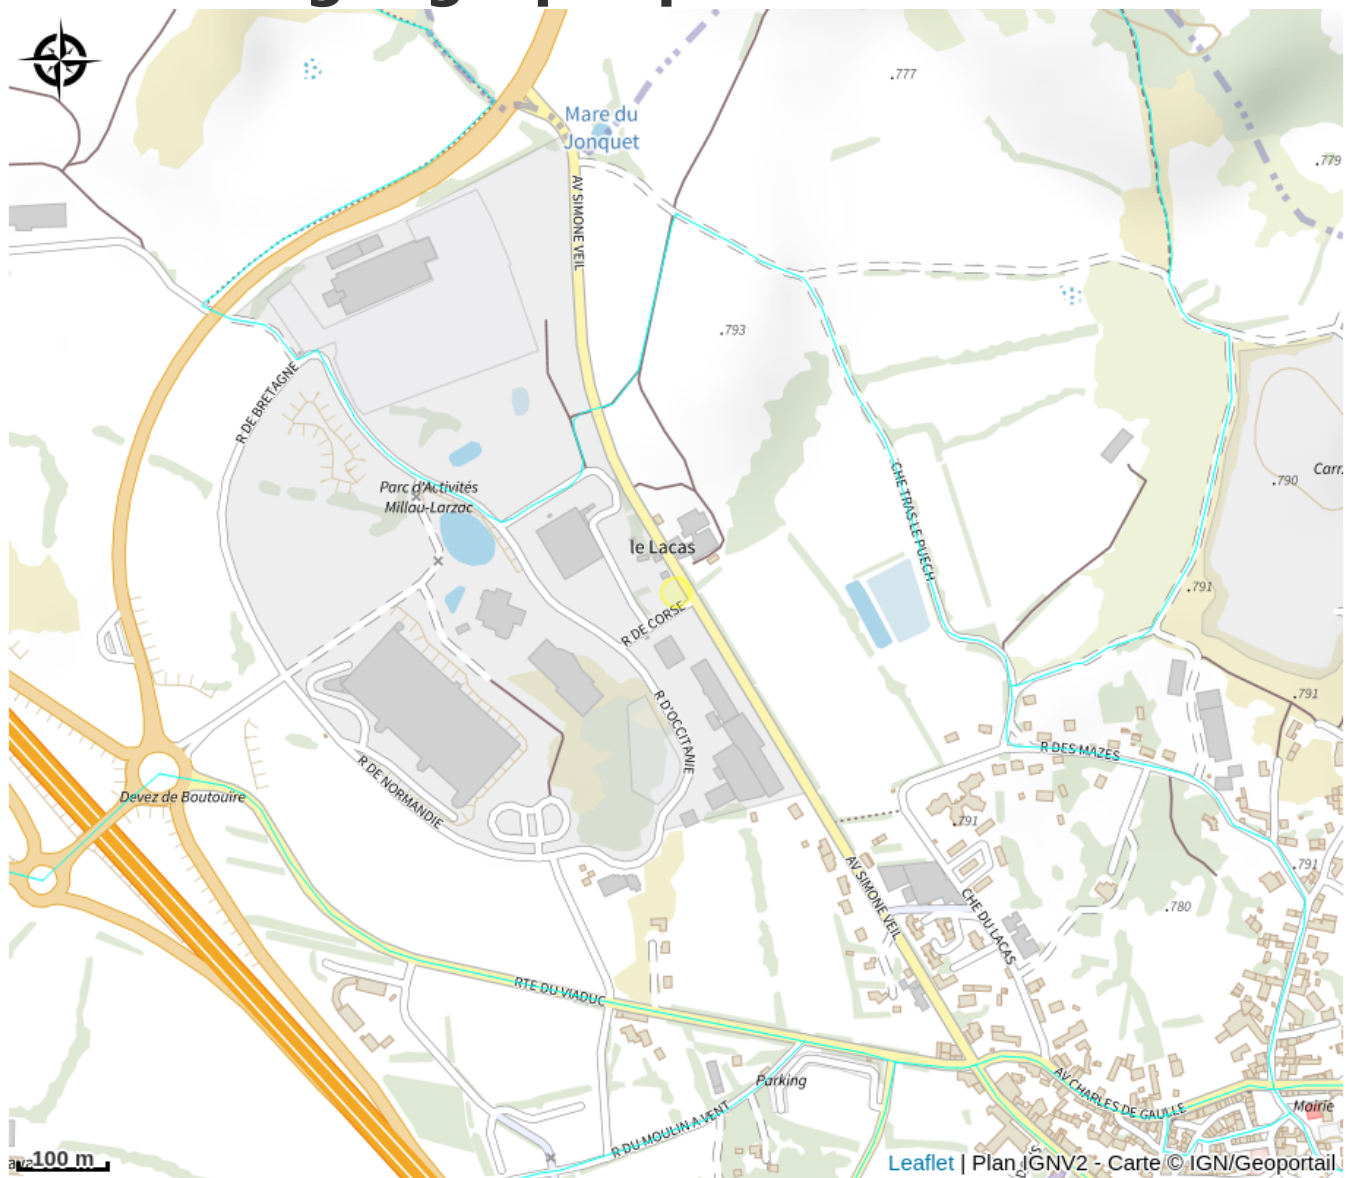 .777
Mare du
Jonquet
.779
AV SIMONE VEIL
.793
R DE BRETAGNE
CHE TRAS LE PUECH
Carr.
.790
Parc d'Activités
Millau-Larzac
le Lacas
.791
R DE CORSE
.791
R D'OCCITANIE
R DES MAZES
Devez de Boutouire
R DE NORMANDIE
.791
.791
AV SIMONE VEIL
CHE DU LACAS
.780
RTE DU VIADUC
Parking
AV CHARLES DE GAULLE
Mairie
R DU MOULIN A VENT
100 m
Leaflet | Plan IGNV2 - Carte © IGN/Geoportail